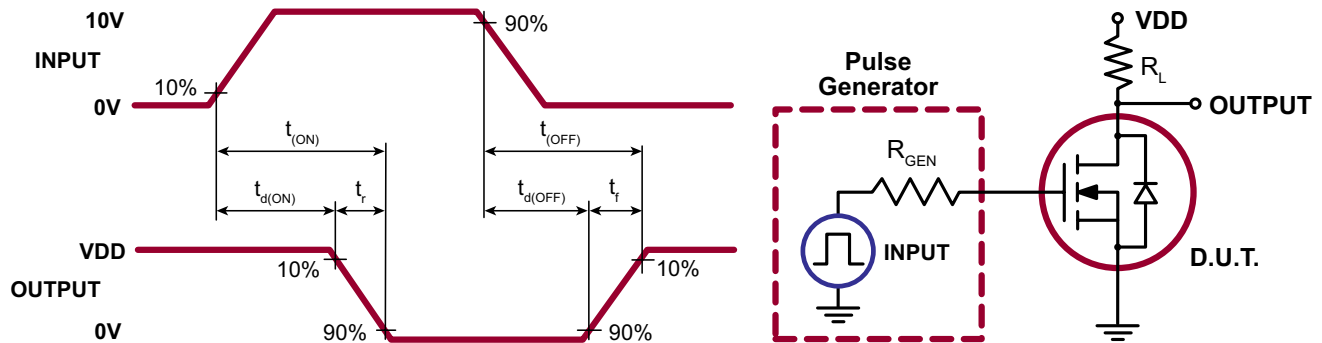 10V
INPUT
0V
10%
90%
t(ON)
t(OFF)
td(ON)
tr
td(OFF)
tf
VDD
OUTPUT
0V
10%
90%
10%
90%
Pulse
Generator
RGEN
INPUT
VDD
RL
OUTPUT
D.U.T.